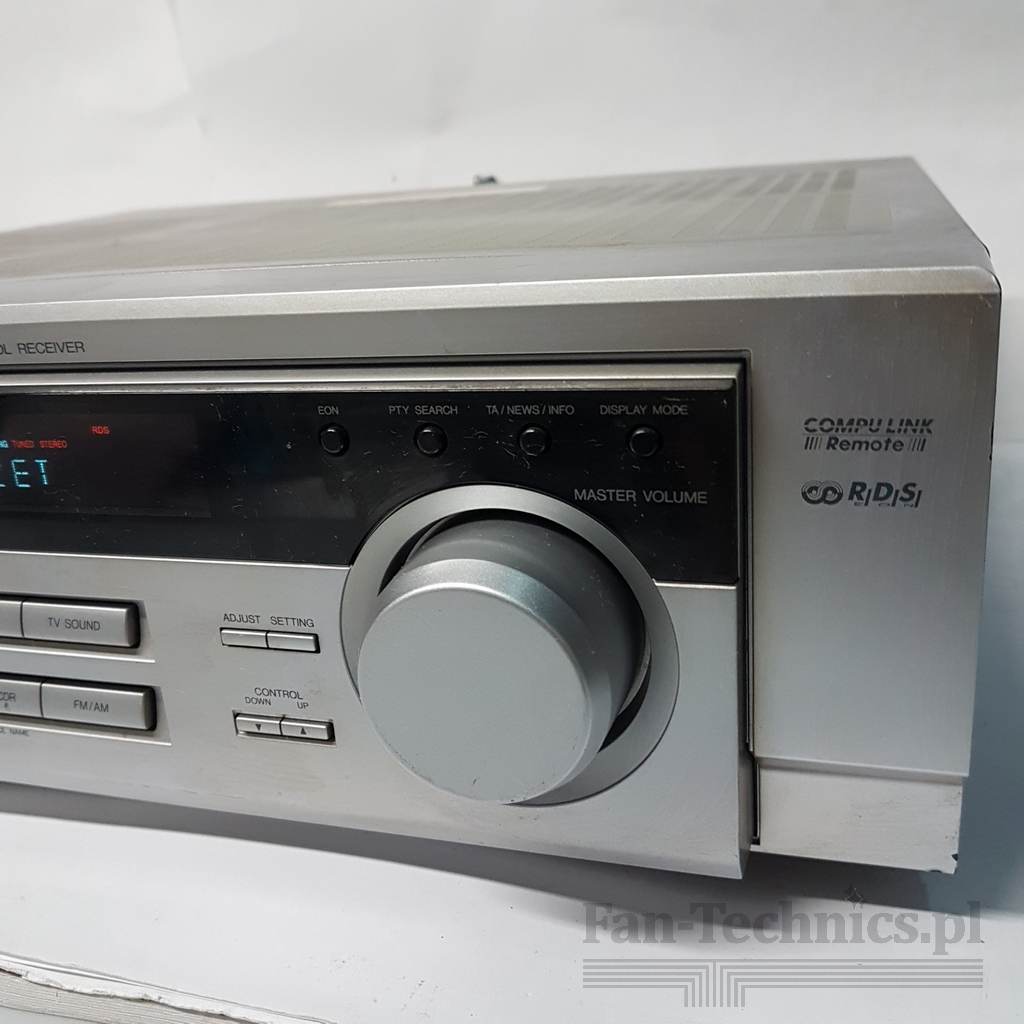 RECEIVER
EON
PTY SEARCH
TA/NEWS/INFO
DISPLAY MODE
RDS
TUNED STEREO
MASTER VOLUME
COMPU LINK
Remote
R.D.S.
TV SOUND
ADJUST SETTING
FM/AM
CONTROL
DOWN UP
NAME
Fan-Technics.pl